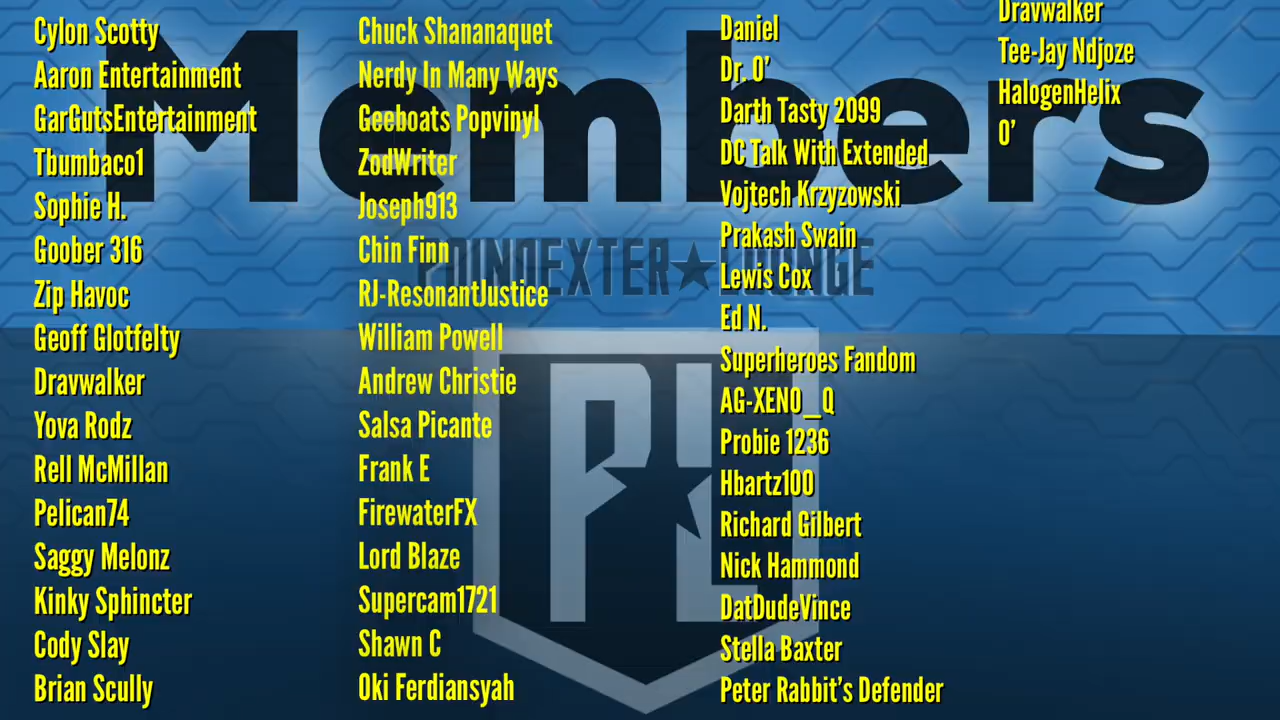 Members
POINDEXTER★LOUNGE
PL
Cylon Scotty
Aaron Entertainment
GarGutsEntertainment
Tbumbaco1
Sophie H.
Goober 316
Zip Havoc
Geoff Glotfelty
Dravwalker
Yova Rodz
Rell McMillan
Pelican74
Saggy Melonz
Kinky Sphincter
Cody Slay
Brian Scully
Chuck Shananaquet
Nerdy In Many Ways
Geeboats Popvinyl
ZodWriter
Joseph913
Chin Finn
RJ-ResonantJustice
William Powell
Andrew Christie
Salsa Picante
Frank E
FirewaterFX
Lord Blaze
Supercam1721
Shawn C
Oki Ferdiansyah
Daniel
Dr. O'
Darth Tasty 2099
DC Talk With Extended
Vojtech Krzyzowski
Prakash Swain
Lewis Cox
Ed N.
Superheroes Fandom
AG-XENO_Q
Probie 1236
Hbartz100
Richard Gilbert
Nick Hammond
DatDudeVince
Stella Baxter
Peter Rabbit's Defender
Dravwalker
Tee-Jay Ndjoze
HalogenHelix
O'